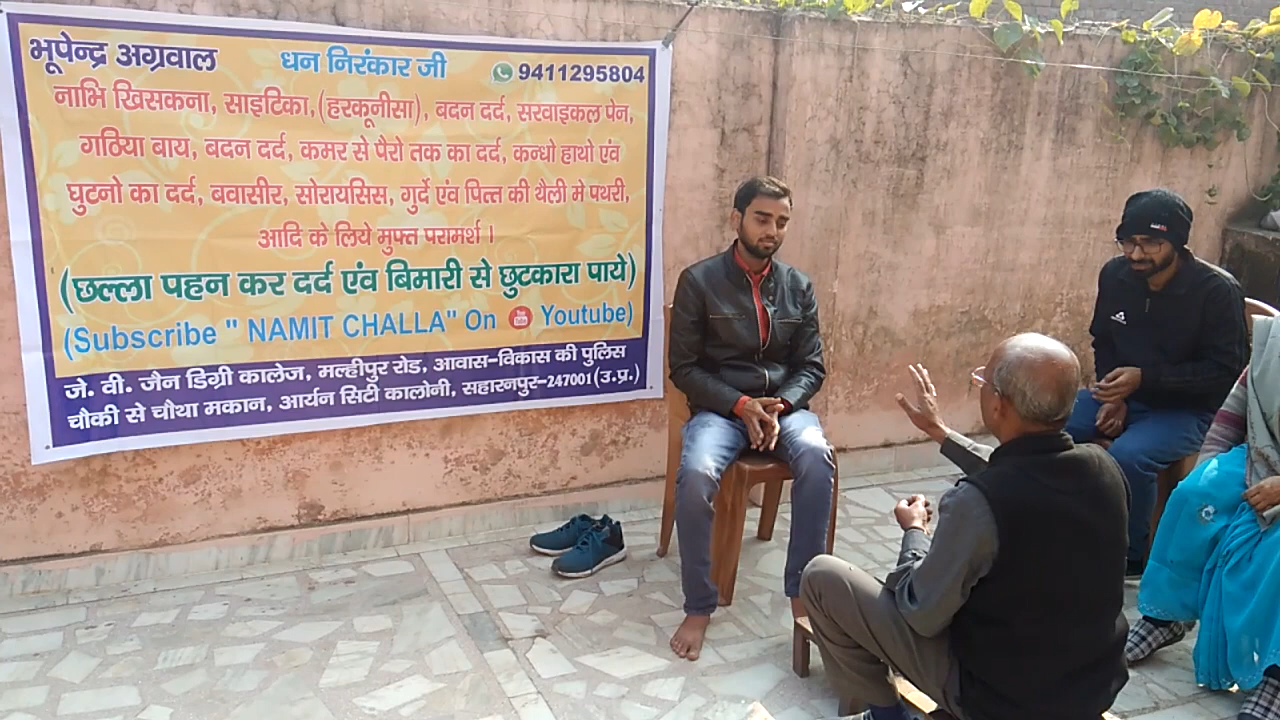 भूपेन्द्र अग्रवाल धन निरंकार जी 9411295804
नाभि खिसकना, साइटिका,(हरकूनीसा), बदन दर्द, सरवाइकल पेन,
गठिया बाय, बदन दर्द, कमर से पैरो तक का दर्द, कन्धो हाथो एंव
घुटनो का दर्द, बवासीर, सोरायसिस, गुर्दे एंव पित्त की थैली मे पथरी,
आदि के लिये मुफ्त परामर्श ।
(छल्ला पहन कर दर्द एंव बिमारी से छुटकारा पाये)
(Subscribe " NAMIT CHALLA" On Youtube)
जे. वी. जैन डिग्री कालेज, मल्हीपुर रोड, आवास-विकास की पुलिस
चौकी से चौथा मकान, आर्यन सिटी कालोनी, सहारनपुर-247001(उ.प्र.)